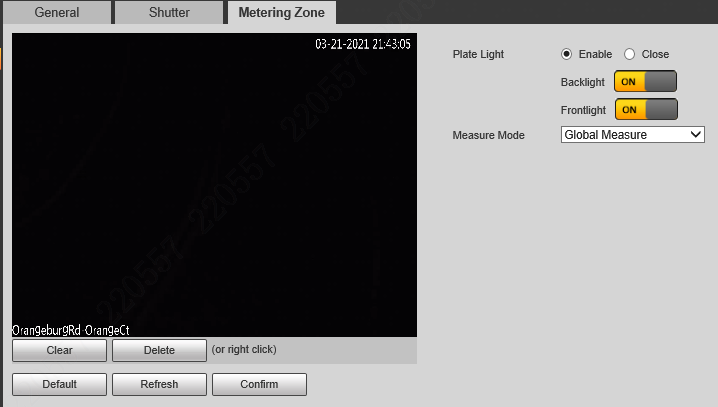 General Shutter Metering Zone
03-21-2021 21:43:05
Plate Light Enable Close
Backlight ON
Frontlight ON
Measure Mode Global Measure
220557 220557 220557
OrangeburgRd-OrangeCt
Clear Delete (or right click)
Default Refresh Confirm